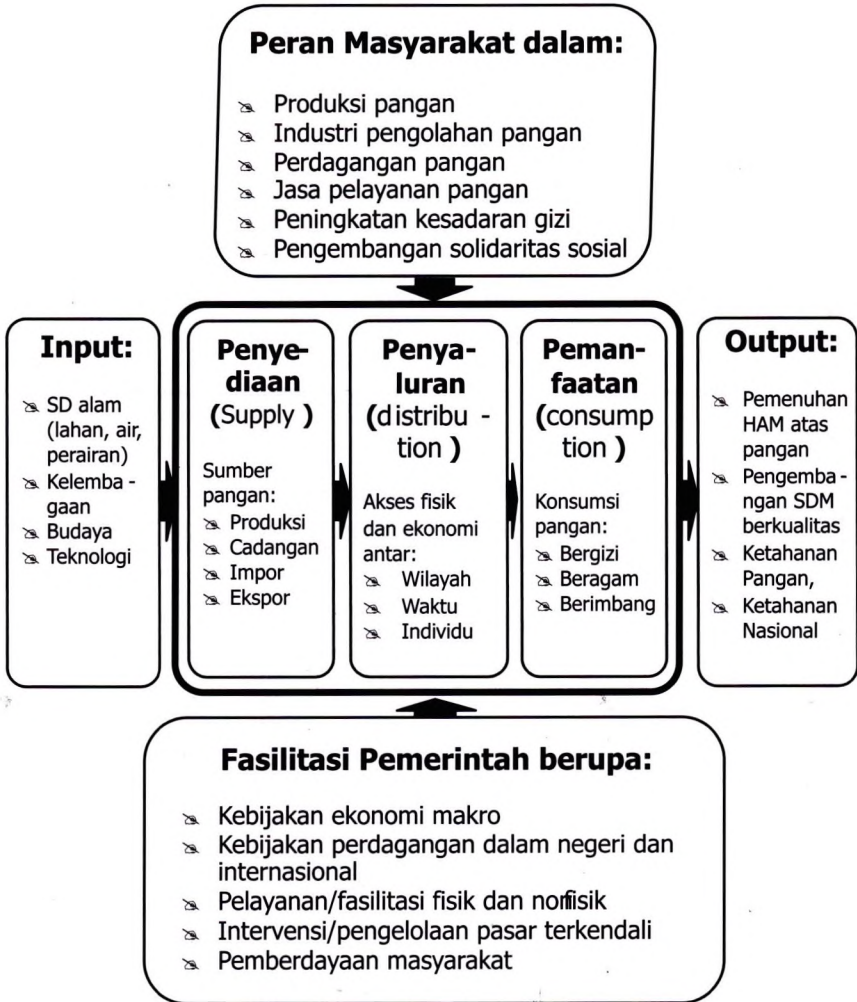 Peran Masyarakat dalam:
Produksi pangan
Industri pengolahan pangan
Perdagangan pangan
Jasa pelayanan pangan
Peningkatan kesadaran gizi
Pengembangan solidaritas sosial
Input:
SD alam
(lahan, air,
perairan)
Kelemba -
gaan
Budaya
Teknologi
Penye-
diaan
(Supply )
Sumber
pangan:
Produksi
Cadangan
Impor
Ekspor
Penya-
luran
(distribu -
tion )
Akses fisik
dan ekonomi
antar:
Wilayah
Waktu
Individu
Peman-
faatan
(consump
tion )
Konsumsi
pangan:
Bergizi
Beragam
Berimbang
Output:
Pemenuhan
HAM atas
pangan
Pengemba -
ngan SDM
berkualitas
Ketahanan
Pangan,
Ketahanan
Nasional
Fasilitasi Pemerintah berupa:
Kebijakan ekonomi makro
Kebijakan perdagangan dalam negeri dan
internasional
Pelayanan/fasilitasi fisik dan nonfisik
Intervensi/pengelolaan pasar terkendali
Pemberdayaan masyarakat